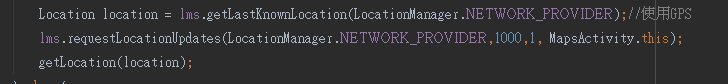 Location location = lms.getLastKnownLocation(LocationManager.NETWORK_PROVIDER);//使用GPS
lms.requestLocationUpdates(LocationManager.NETWORK_PROVIDER,1000,1, MapsActivity.this);
getLocation(location);